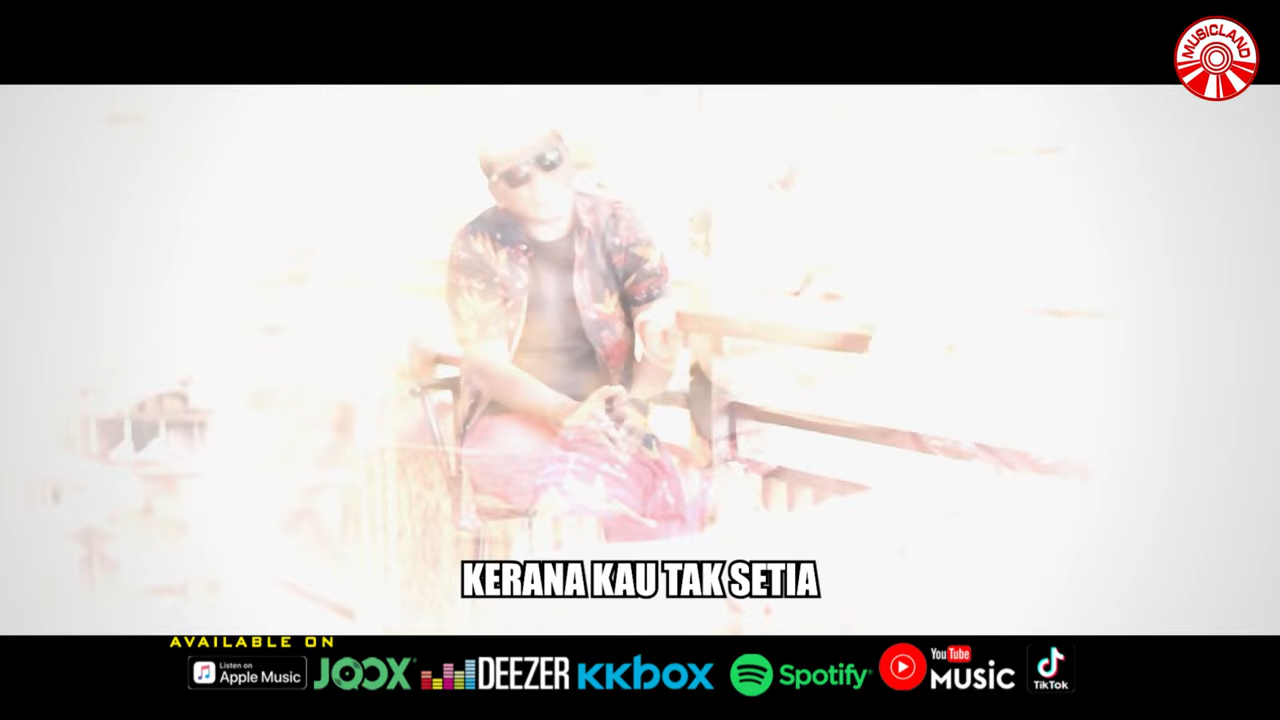 MUSICLAND
KERANA KAU TAK SETIA
AVAILABLE ON
Listen on
Apple Music
JOOX
DEEZER
KKBOX
Spotify
YouTube
MUSIC
TikTok